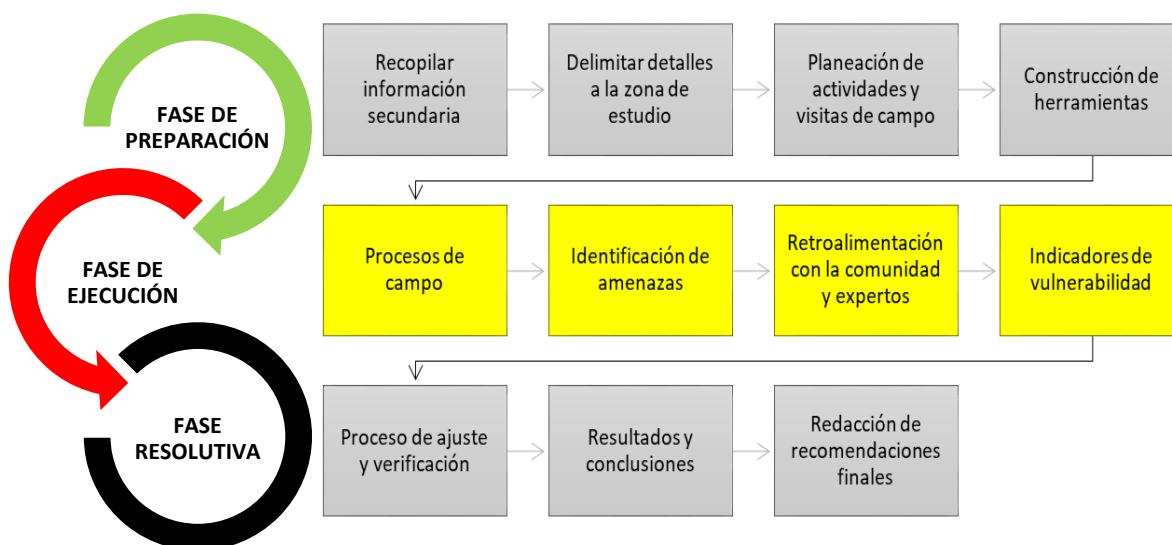 FASE DE
PREPARACIÓN
Recopilar
información
secundaria
Delimitar detalles
a la zona de
estudio
Planeación de
actividades y
visitas de campo
Construcción de
herramientas
FASE DE
EJECUCIÓN
Procesos de
campo
Identificación de
amenazas
Retroalimentación
con la comunidad
y expertos
Indicadores de
vulnerabilidad
FASE
RESOLUTIVA
Proceso de ajuste
y verificación
Resultados y
conclusiones
Redacción de
recomendaciones
finales